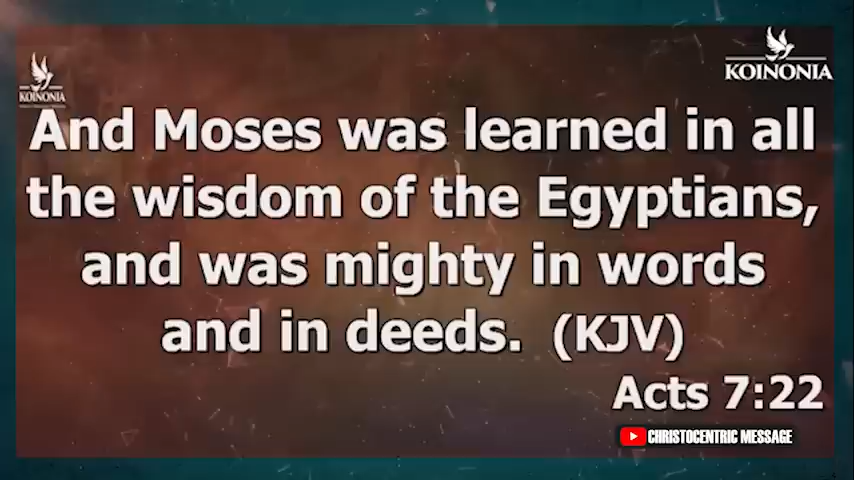 KOINONIA
KOINONIA
And Moses was learned in all
the wisdom of the Egyptians,
and was mighty in words
and in deeds. (KJV)
Acts 7:22
CHRISTOCENTRIC MESSAGE